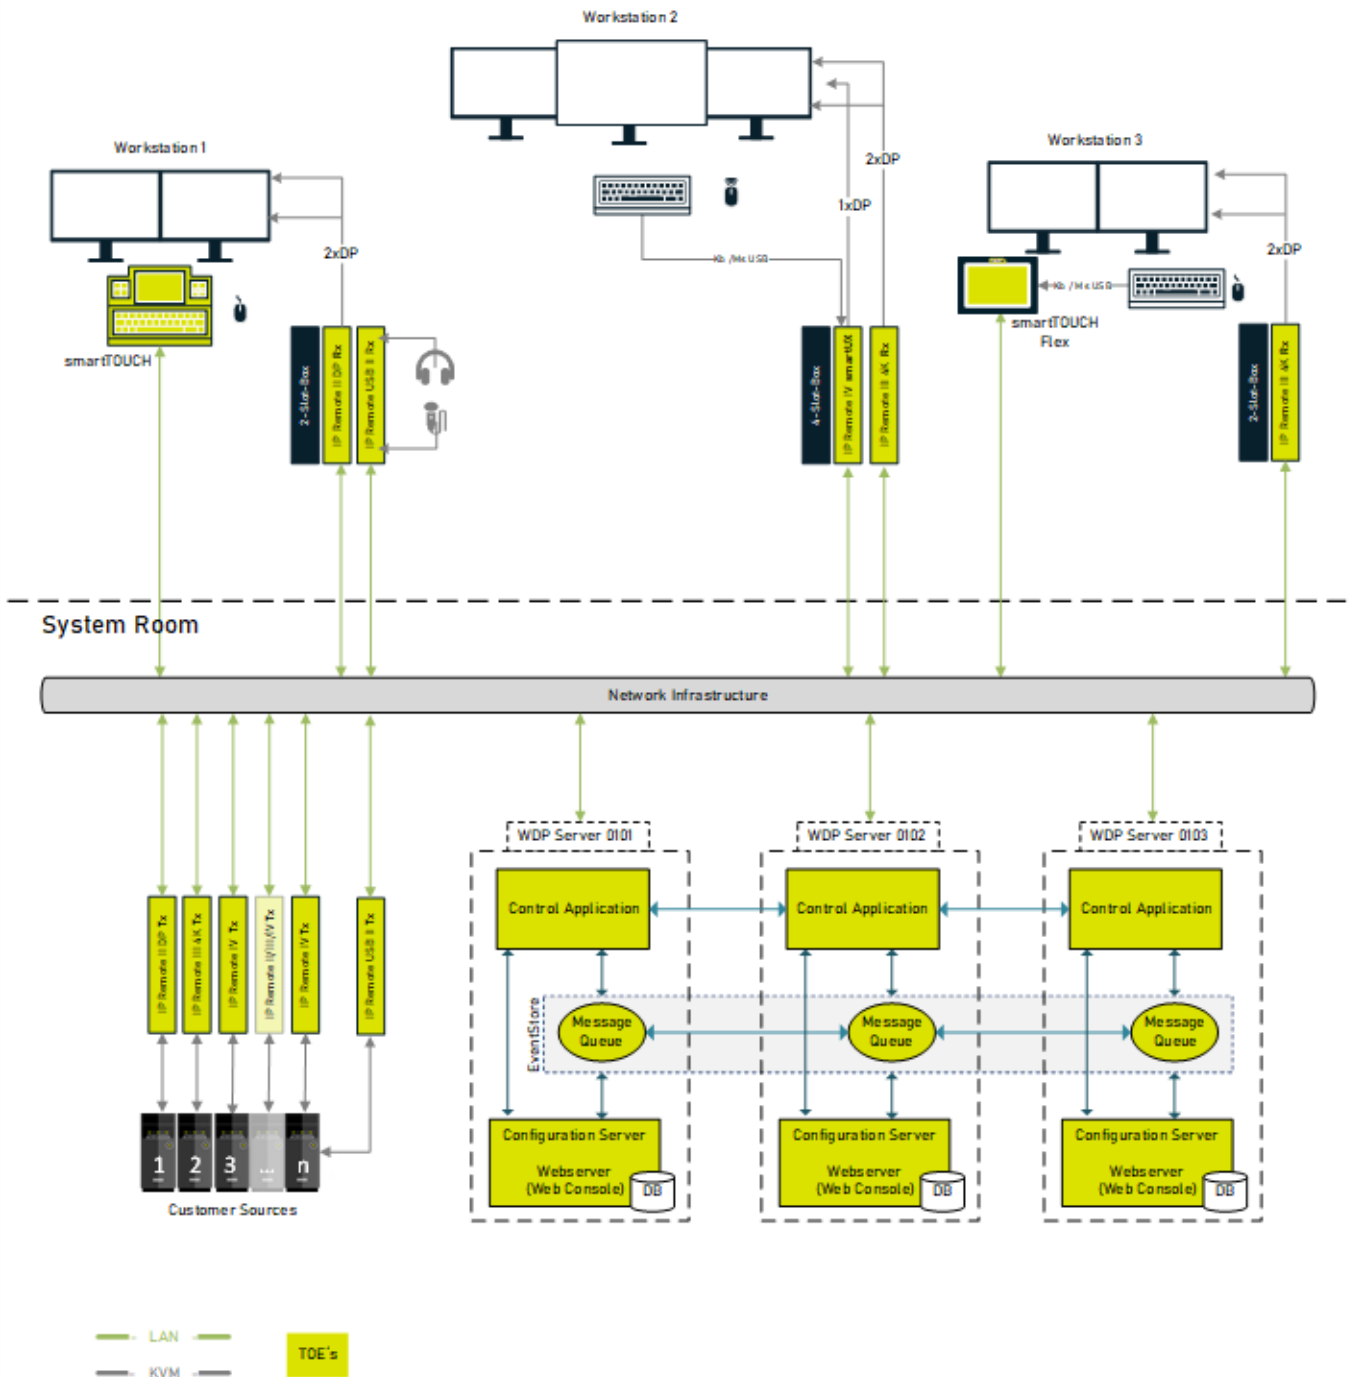 Workstation 2
Workstation 1
Workstation 3
2xDP
1xDP
2xDP
2xDP
Kb /Ms USB
Kb /Ms USB
smartTOUCH
smartTOUCH
Flex
2-Slot-Box
IP Remote II DP Rx
IP Remote USB II Rx
4-Slot-Box
IP Remote IV smartUX
IP Remote III 4K Rx
2-Slot-Box
IP Remote III 4K Rx
System Room
Network Infrastructure
WDP Server 0101
WDP Server 0102
WDP Server 0103
Control Application
Control Application
Control Application
IP Remote II DP Tx
IP Remote III 4K Tx
IP Remote IV Tx
IP Remote II/III/IV Tx
IP Remote IV Tx
IP Remote USB II Tx
EventStore
Message
Queue
Message
Queue
Message
Queue
1
2
3
...
n
Customer Sources
Configuration Server
Webserver
(Web Console)
DB
Configuration Server
Webserver
(Web Console)
DB
Configuration Server
Webserver
(Web Console)
DB
LAN
KVM
TOE's